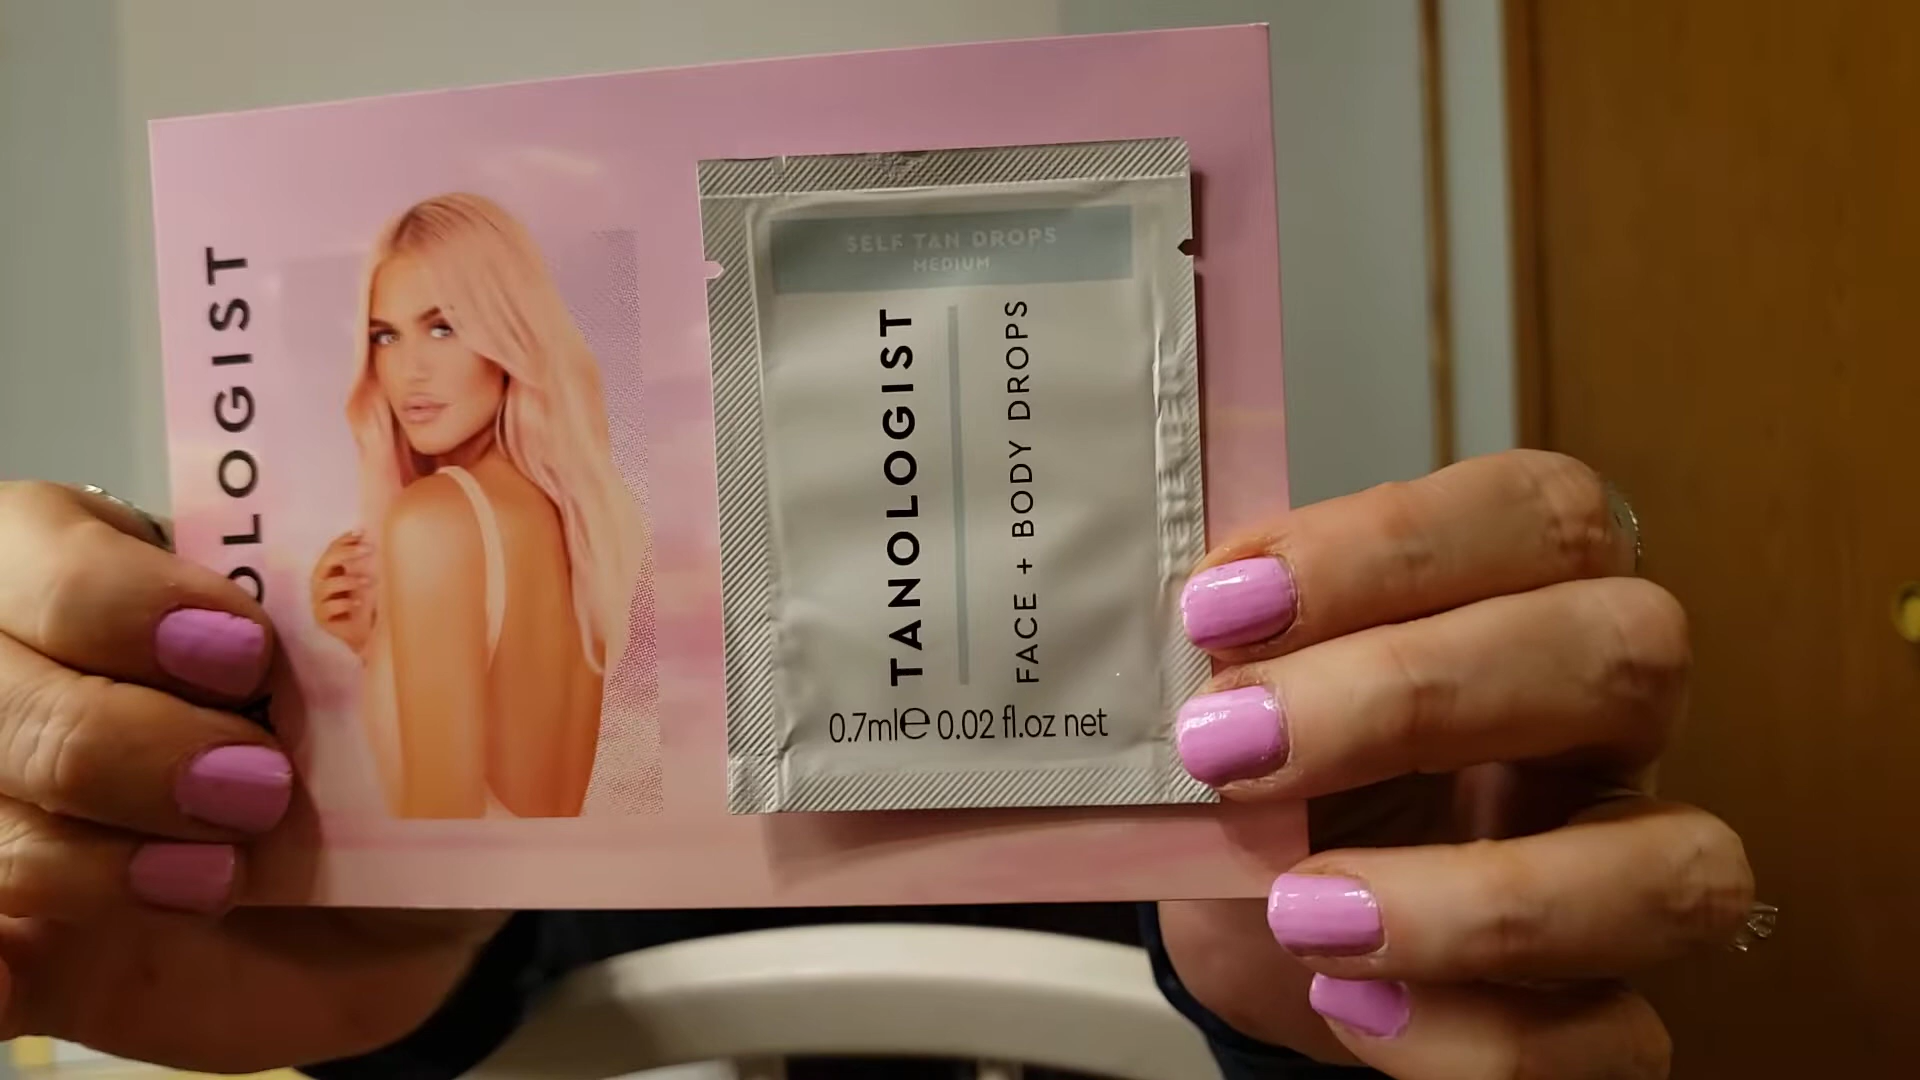 OLOGIST
SELF TAN DROPS
MEDIUM
TANOLOGIST
FACE + BODY DROPS
0.7ml℮ 0.02 fl.oz net